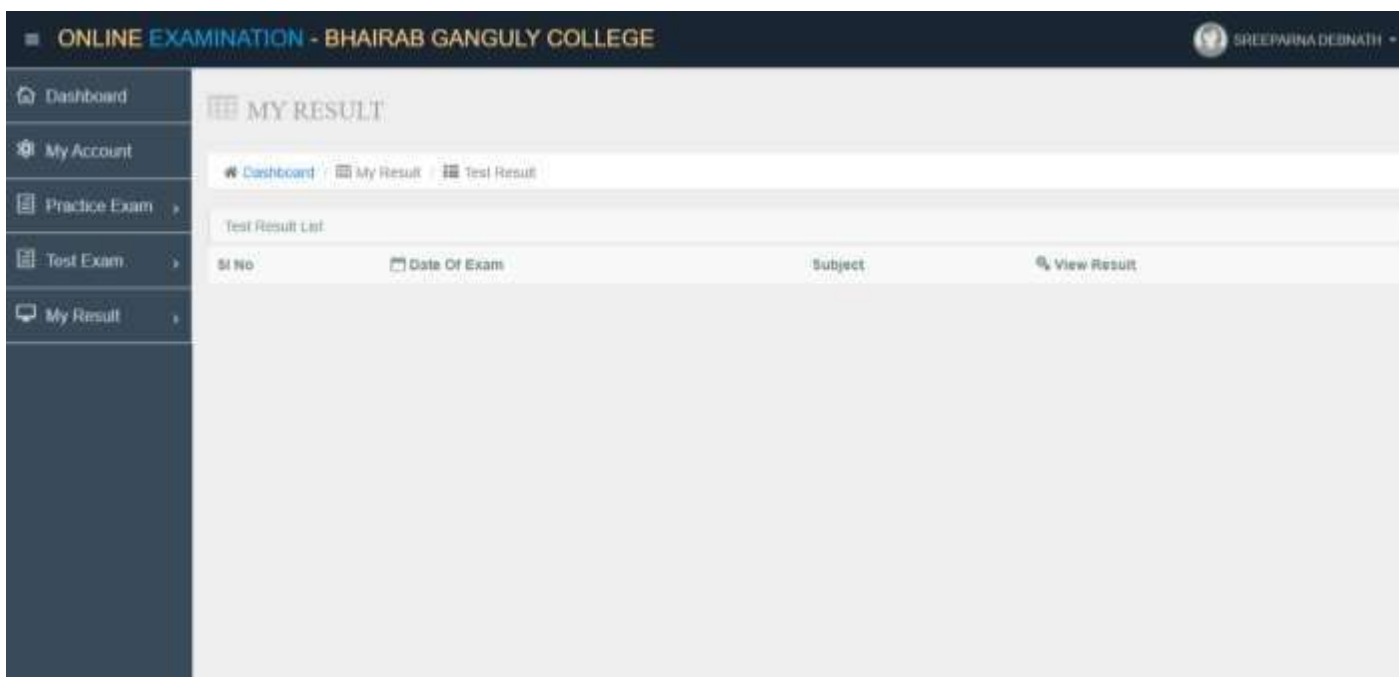 ONLINE EXAMINATION - BHAIRAB GANGULY COLLEGE
SREEPARNA DEBNATH
Dashboard
My Account
Practice Exam
Test Exam
My Result
MY RESULT
Dashboard / My Result / Test Result
Test Result List
Sl No Date Of Exam Subject View Result